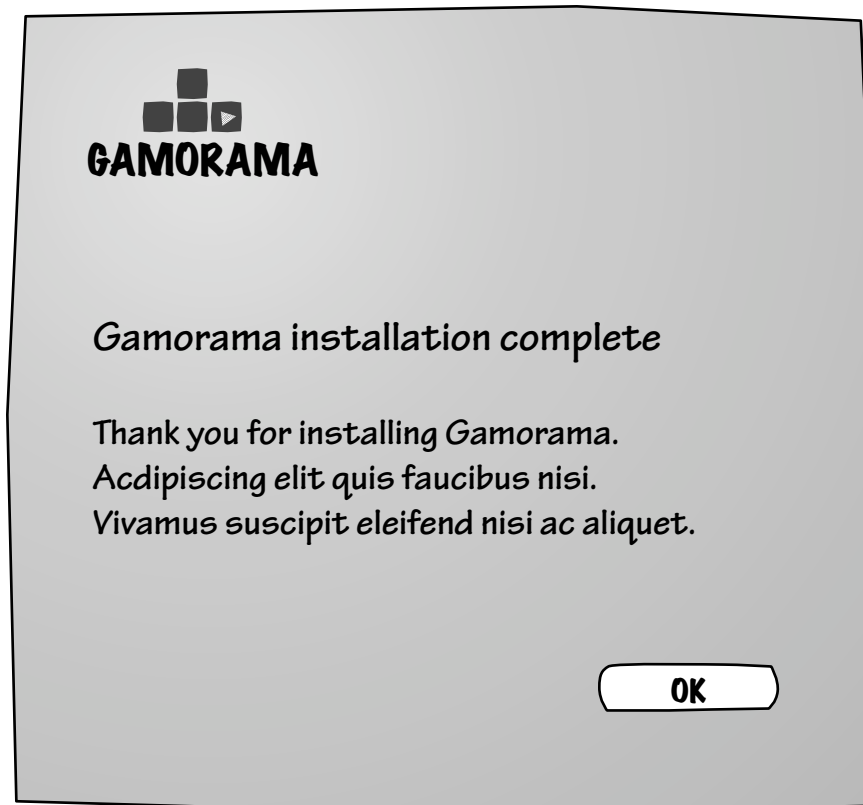 GAMORAMA
Gamorama installation complete
Thank you for installing Gamorama.
Acdipiscing elit quis faucibus nisi.
Vivamus suscipit eleifend nisi ac aliquet.
OK